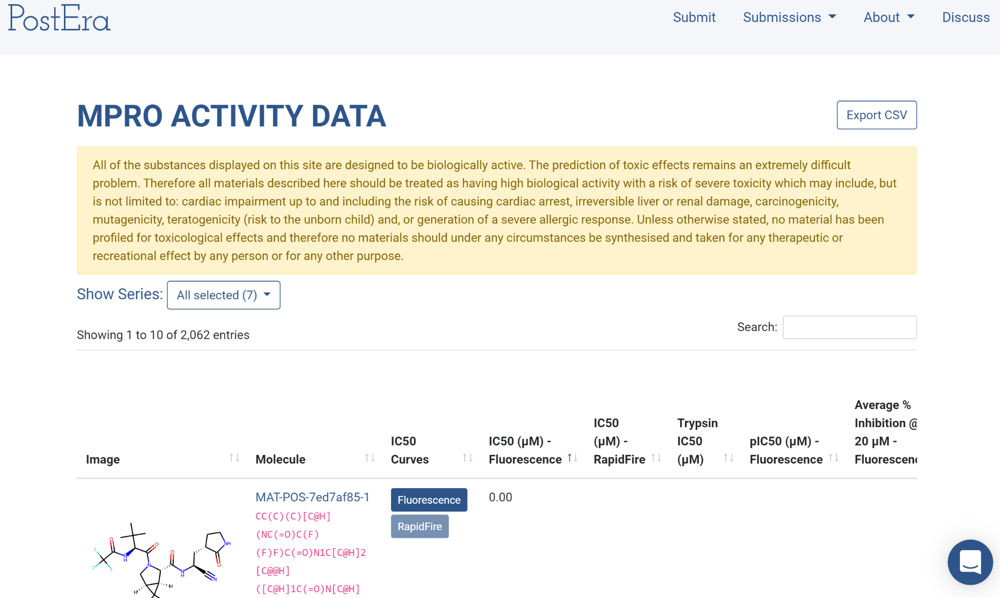 PostEra
Submit Submissions About Discuss
MPRO ACTIVITY DATA
Export CSV
All of the substances displayed on this site are designed to be biologically active. The prediction of toxic effects remains an extremely difficult
problem. Therefore all materials described here should be treated as having high biological activity with a risk of severe toxicity which may include, but
is not limited to: cardiac impairment up to and including the risk of causing cardiac arrest, irreversible liver or renal damage, carcinogenicity,
mutagenicity, teratogenicity (risk to the unborn child) and, or generation of a severe allergic response. Unless otherwise stated, no material has been
profiled for toxicological effects and therefore no materials should under any circumstances be synthesised and taken for any therapeutic or
recreational effect by any person or for any other purpose.
Show Series: All selected (7)
Showing 1 to 10 of 2,062 entries
Search:
Image
Molecule
IC50
Curves
IC50 (µM) -
Fluorescence
IC50
(µM) -
RapidFire
Trypsin
IC50
(µM)
pIC50 (µM) -
Fluorescence
Average %
Inhibition @
20 µM -
Fluorescenc
MAT-POS-7ed7af85-1
CC(C)(C)[C@H]
(NC(=O)C(F)
(F)F)C(=O)N1C[C@H]2
[C@@H]
([C@H]1C(=O)N[C@H]
Fluorescence
RapidFire
0.00
O
F
F
F
N
H
O
N
O
N
H
NH
O
N
H
H